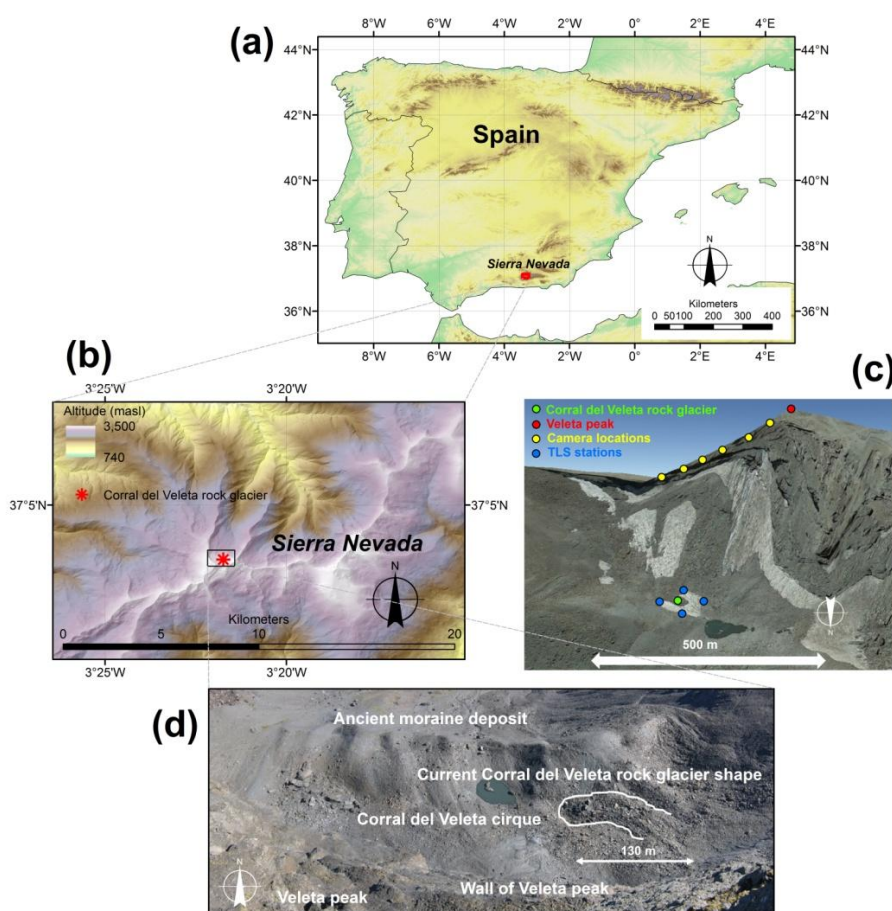 (a)
8°W 6°W 4°W 2°W 0° 2°E 4°E
44°N 44°N
42°N 42°N
Spain
40°N 40°N
38°N 38°N
Sierra Nevada
N
36°N 36°N
Kilometers
0 50 100 200 300 400
8°W 6°W 4°W 2°W 0° 2°E 4°E
(b)
3°25'W 3°20'W
Altitude (masl)
3,500
740
Corral del Veleta rock glacier
37°5'N 37°5'N
Sierra Nevada
N
Kilometers
0 5 10 20
3°25'W 3°20'W
(c)
Corral del Veleta rock glacier
Veleta peak
Camera locations
TLS stations
N
500 m
(d)
Ancient moraine deposit
Current Corral del Veleta rock glacier shape
Corral del Veleta cirque
130 m
N
Veleta peak
Wall of Veleta peak